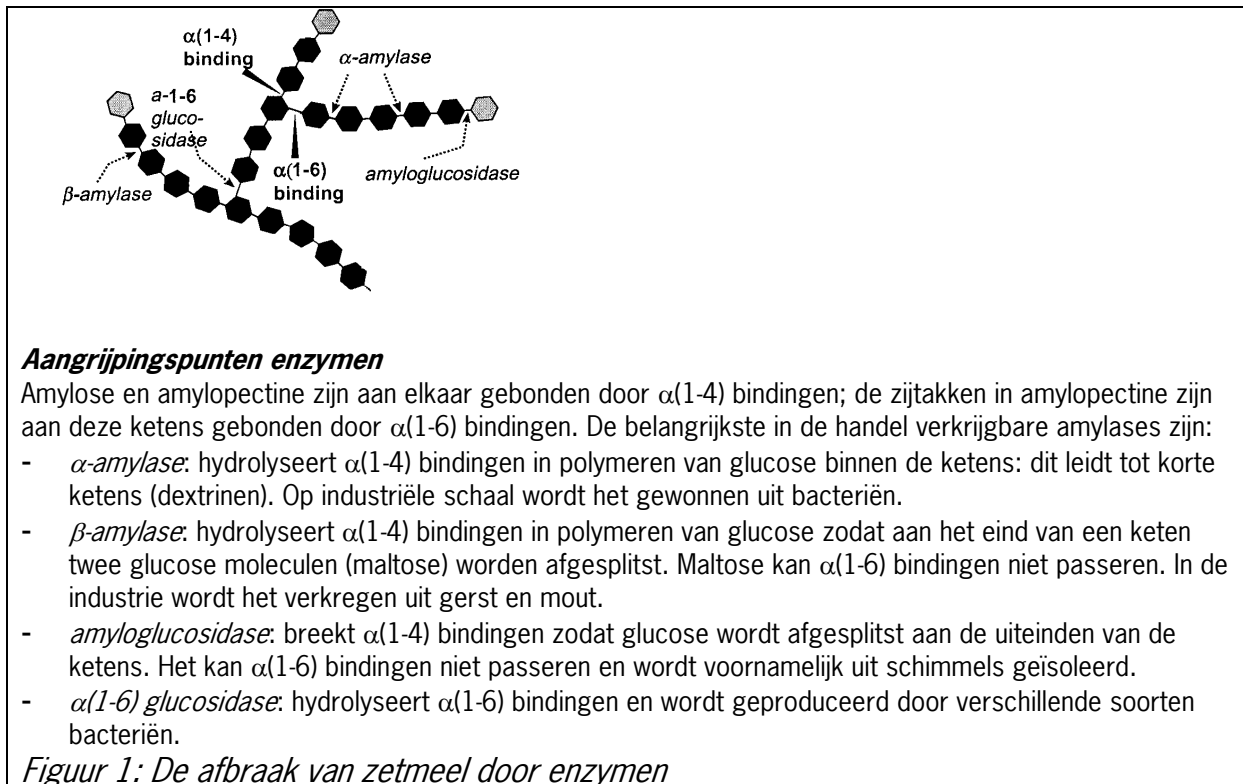 α(1-4)
binding
α-amylase
a-1-6
gluco-
sidase
β-amylase
α(1-6)
binding
amyloglucosidase
Aangrijpingspunten enzymen
Amylose en amylopectine zijn aan elkaar gebonden door α(1-4) bindingen; de zijtakken in amylopectine zijn
aan deze ketens gebonden door α(1-6) bindingen. De belangrijkste in de handel verkrijgbare amylases zijn:
- α-amylase: hydrolyseert α(1-4) bindingen in polymeren van glucose binnen de ketens: dit leidt tot korte
ketens (dextrinen). Op industriële schaal wordt het gewonnen uit bacteriën.
- β-amylase: hydrolyseert α(1-4) bindingen in polymeren van glucose zodat aan het eind van een keten
twee glucose moleculen (maltose) worden afgesplitst. Maltose kan α(1-6) bindingen niet passeren. In de
industrie wordt het verkregen uit gerst en mout.
- amyloglucosidase: breekt α(1-4) bindingen zodat glucose wordt afgesplitst aan de uiteinden van de
ketens. Het kan α(1-6) bindingen niet passeren en wordt voornamelijk uit schimmels geïsoleerd.
- α(1-6) glucosidase: hydrolyseert α(1-6) bindingen en wordt geproduceerd door verschillende soorten
bacteriën.
Figuur 1: De afbraak van zetmeel door enzymen